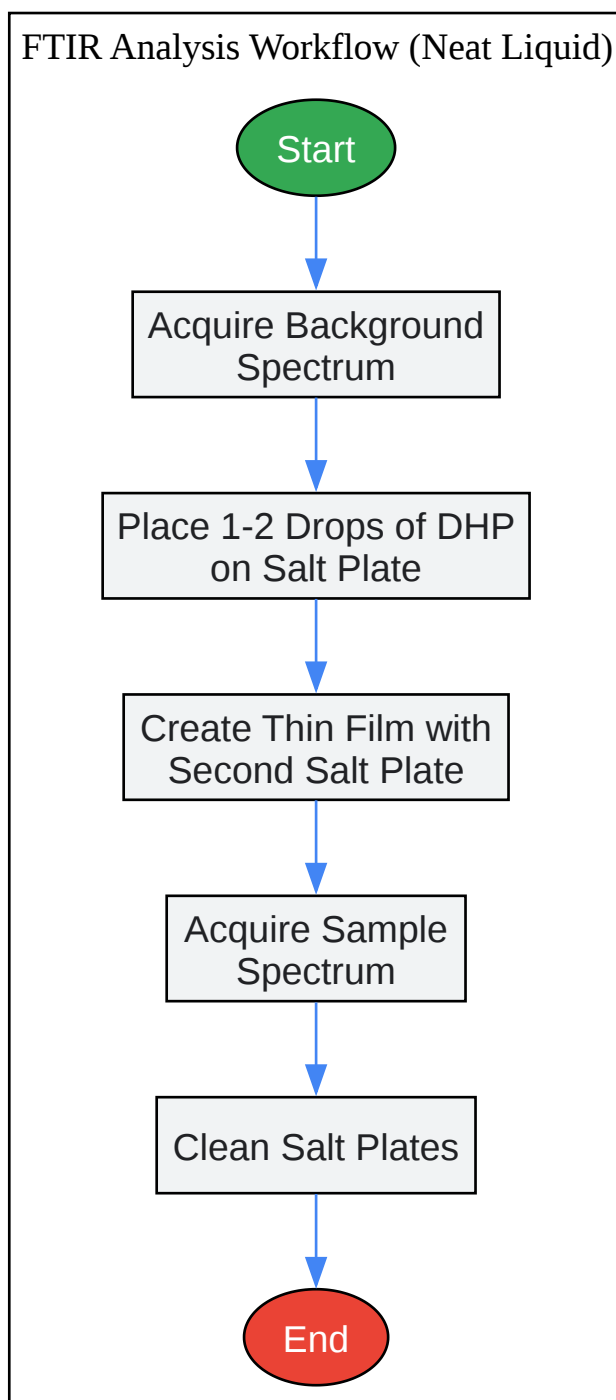 FTIR Analysis Workflow (Neat Liquid)
Start
Acquire Background
Spectrum
Place 1-2 Drops of DHP
on Salt Plate
Create Thin Film with
Second Salt Plate
Acquire Sample
Spectrum
Clean Salt Plates
End